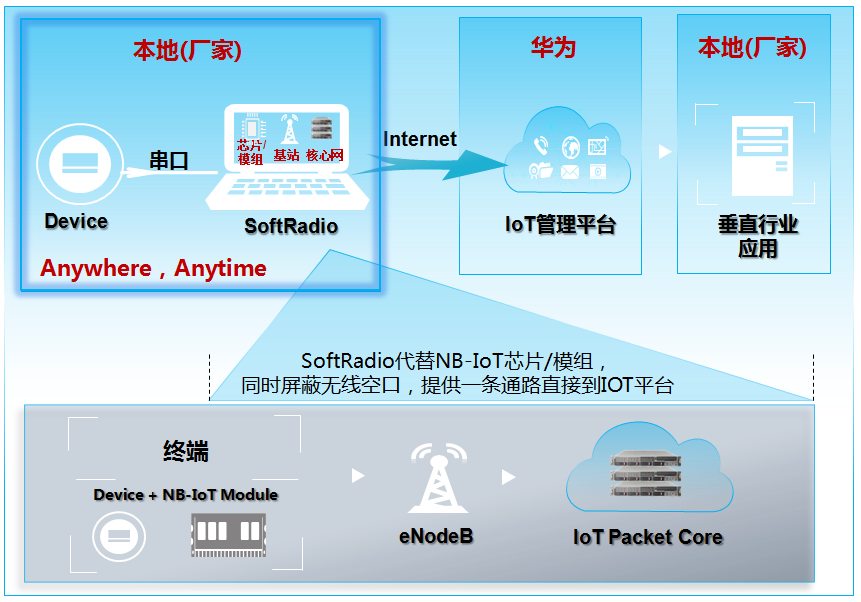 本地(厂家)
华为
本地(厂家)
芯片/
模组
基站
核心网
串口
Internet
Device
SoftRadio
IoT管理平台
垂直行业
应用
Anywhere，Anytime
SoftRadio代替NB-IoT芯片/模组，
同时屏蔽无线空口，提供一条通路直接到IOT平台
终端
Device + NB-IoT Module
eNodeB
IoT Packet Core